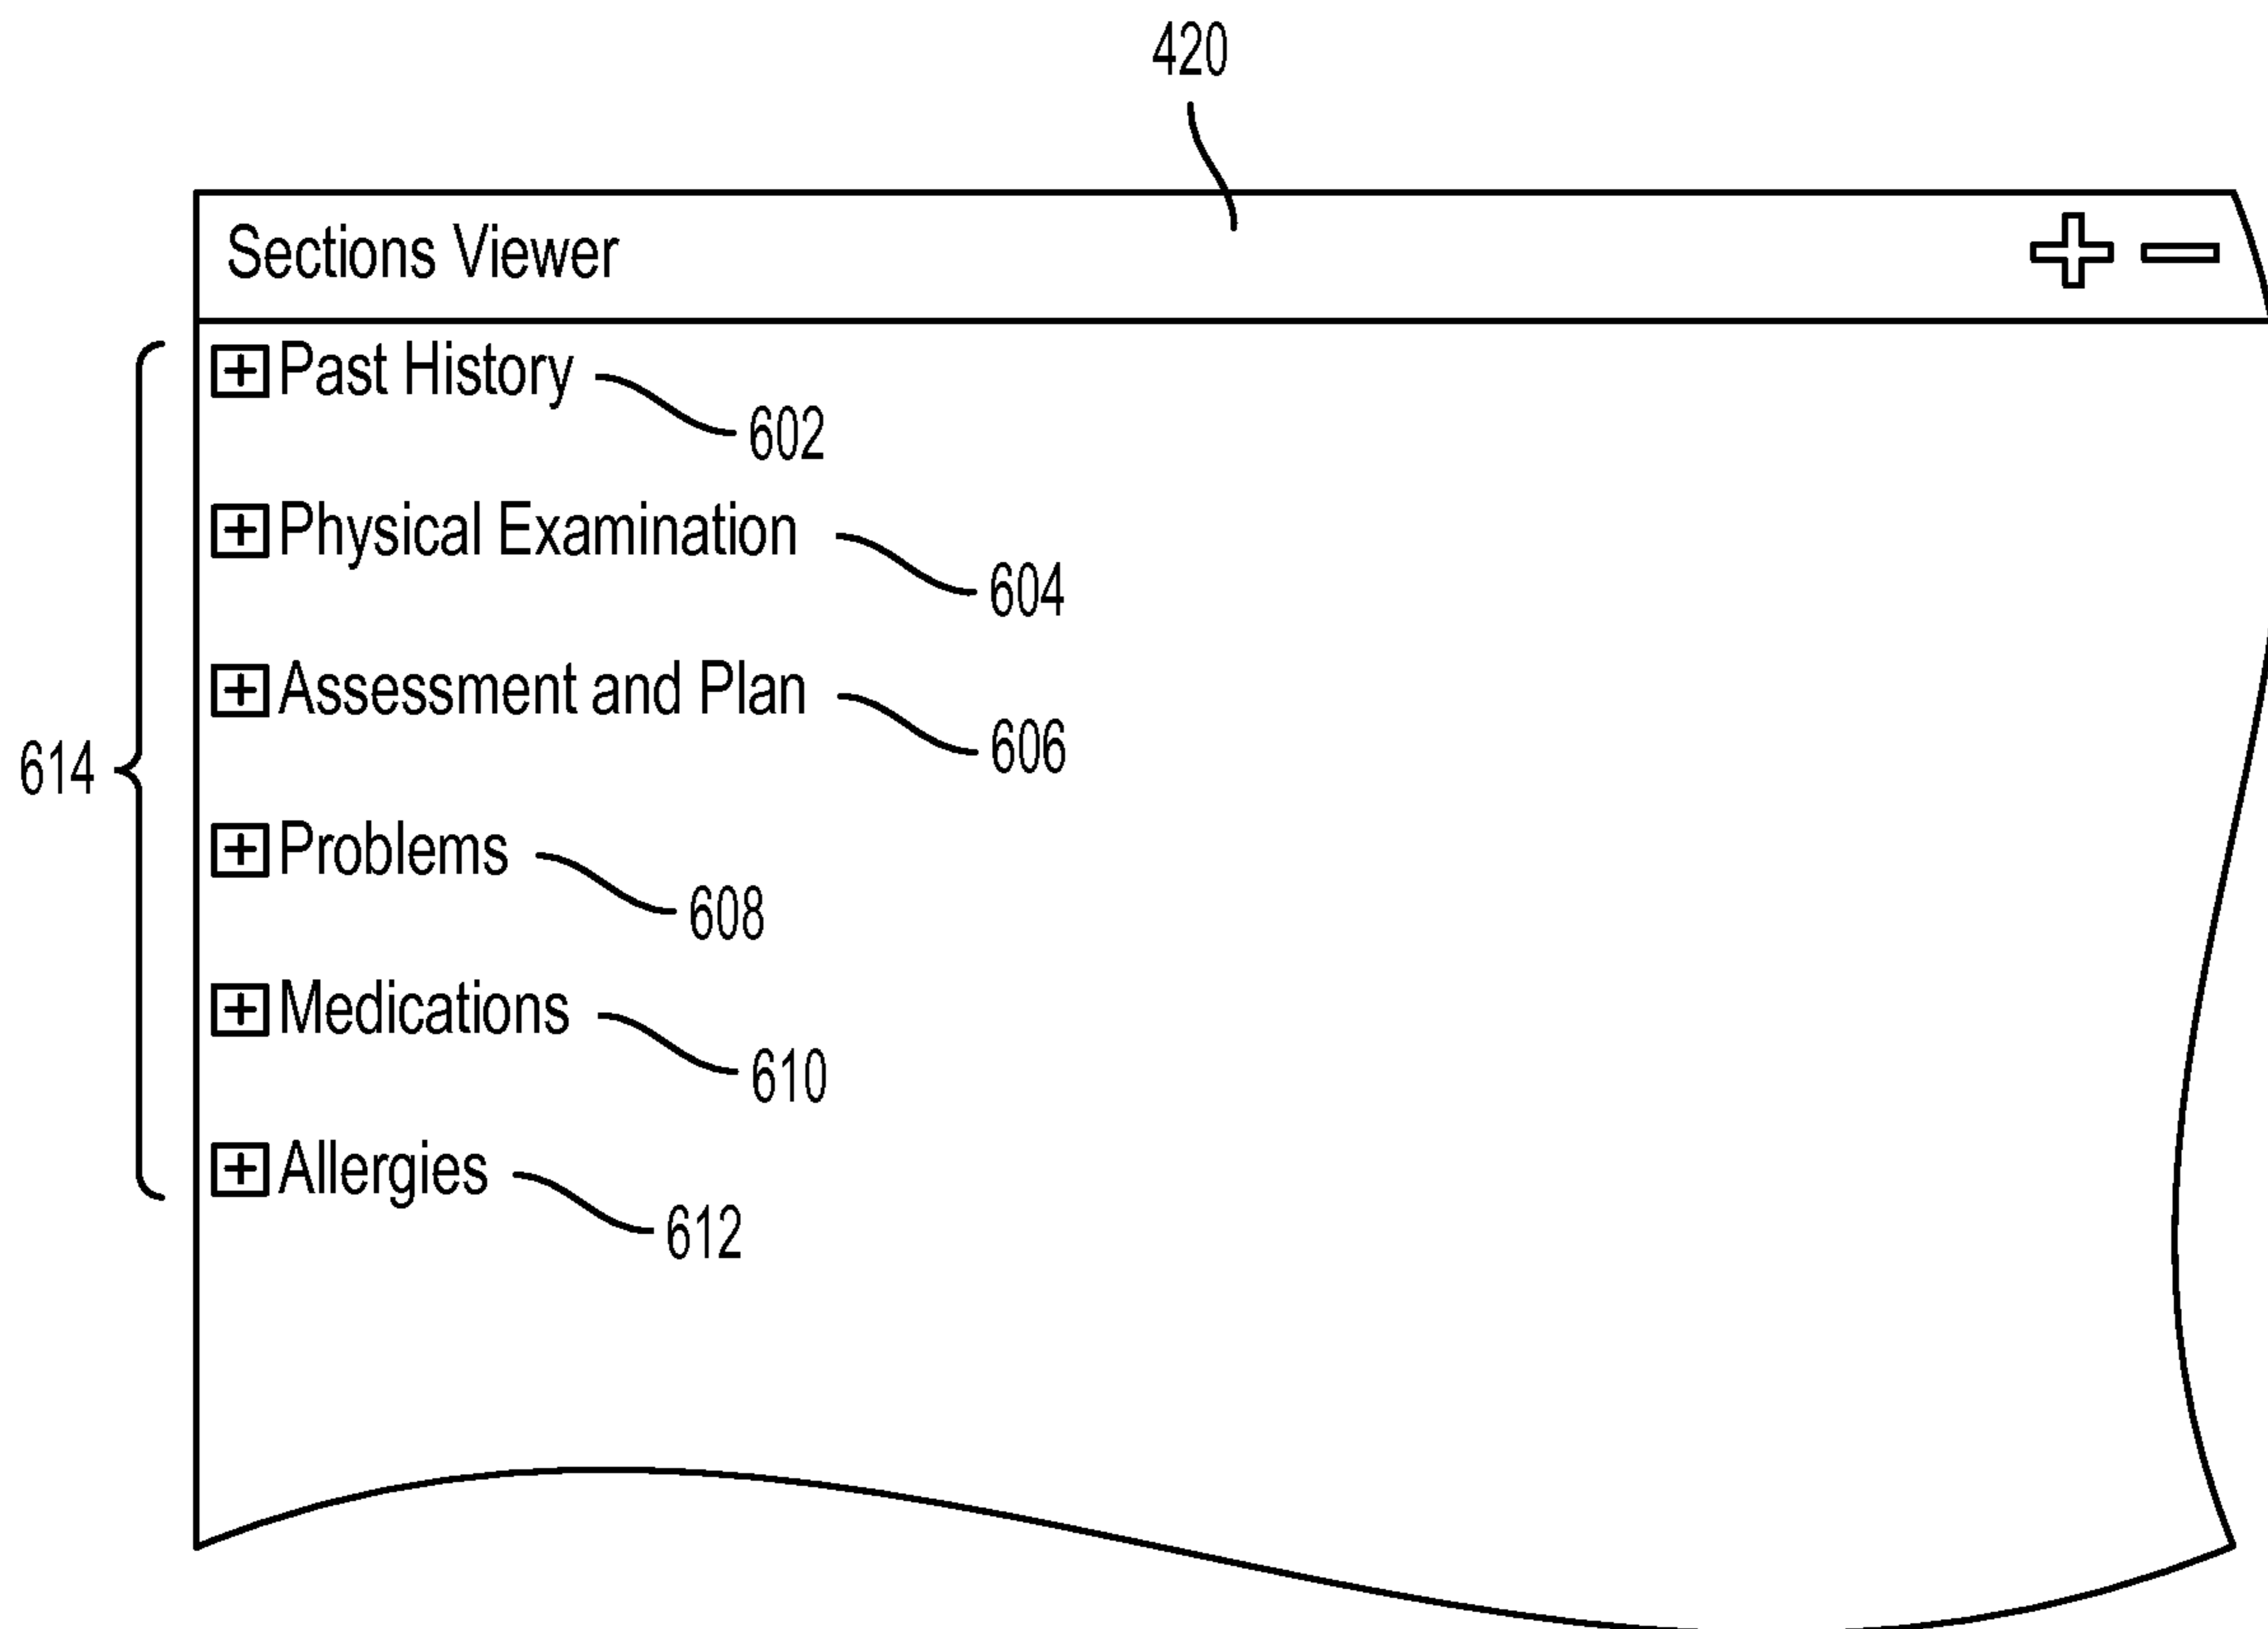 420
Sections Viewer
Past History
602
Physical Examination
604
Assessment and Plan
606
614
Problems
608
Medications
610
Allergies
612